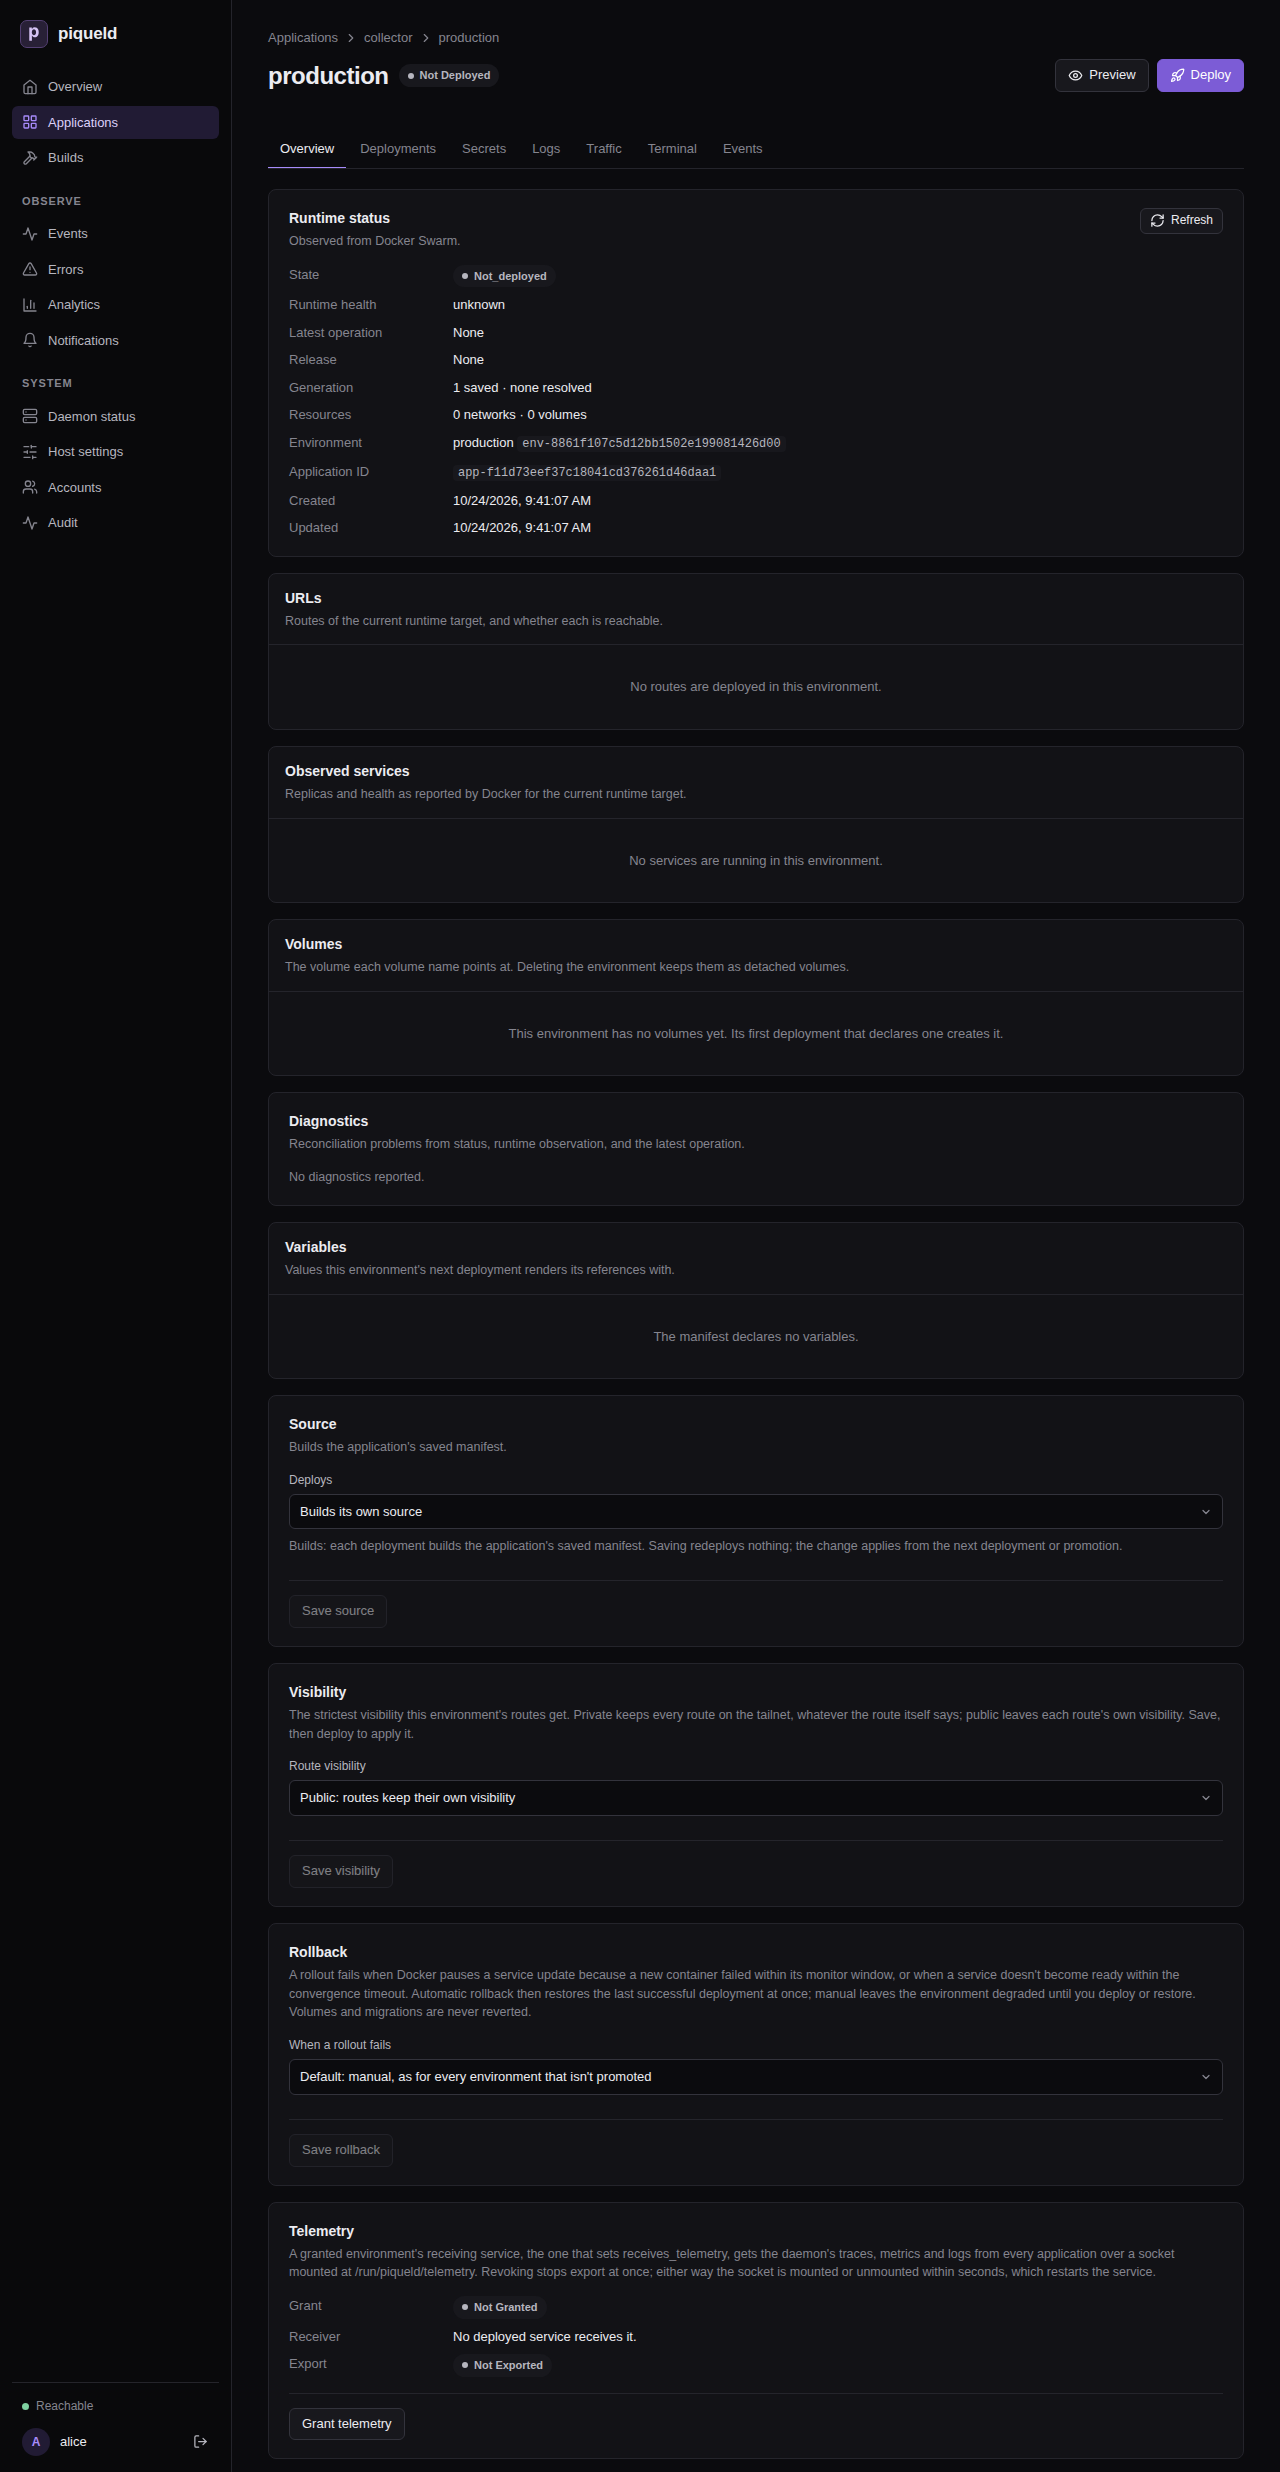 p piqueld
Overview
Applications
Builds
OBSERVE
Events
Errors
Analytics
Notifications
SYSTEM
Daemon status
Host settings
Accounts
Audit
Reachable
A alice
Applications > collector > production
production Not Deployed
Preview Deploy
Overview Deployments Secrets Logs Traffic Terminal Events
Runtime status
Refresh
Observed from Docker Swarm.
State Not_deployed
Runtime health unknown
Latest operation None
Release None
Generation 1 saved · none resolved
Resources 0 networks · 0 volumes
Environment production env-8861f107c5d12bb1502e199081426d00
Application ID app-f11d73eef37c18041cd376261d46daa1
Created 10/24/2026, 9:41:07 AM
Updated 10/24/2026, 9:41:07 AM
URLs
Routes of the current runtime target, and whether each is reachable.
No routes are deployed in this environment.
Observed services
Replicas and health as reported by Docker for the current runtime target.
No services are running in this environment.
Volumes
The volume each volume name points at. Deleting the environment keeps them as detached volumes.
This environment has no volumes yet. Its first deployment that declares one creates it.
Diagnostics
Reconciliation problems from status, runtime observation, and the latest operation.
No diagnostics reported.
Variables
Values this environment's next deployment renders its references with.
The manifest declares no variables.
Source
Builds the application's saved manifest.
Deploys
Builds its own source
Builds: each deployment builds the application's saved manifest. Saving redeploys nothing; the change applies from the next deployment or promotion.
Save source
Visibility
The strictest visibility this environment's routes get. Private keeps every route on the tailnet, whatever the route itself says; public leaves each route's own visibility. Save,
then deploy to apply it.
Route visibility
Public: routes keep their own visibility
Save visibility
Rollback
A rollout fails when Docker pauses a service update because a new container failed within its monitor window, or when a service doesn't become ready within the
convergence timeout. Automatic rollback then restores the last successful deployment at once; manual leaves the environment degraded until you deploy or restore.
Volumes and migrations are never reverted.
When a rollout fails
Default: manual, as for every environment that isn't promoted
Save rollback
Telemetry
A granted environment's receiving service, the one that sets receives_telemetry, gets the daemon's traces, metrics and logs from every application over a socket
mounted at /run/piqueld/telemetry. Revoking stops export at once; either way the socket is mounted or unmounted within seconds, which restarts the service.
Grant Not Granted
Receiver No deployed service receives it.
Export Not Exported
Grant telemetry